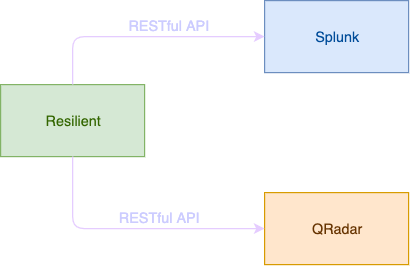 RESTful API
Splunk
Resilient
RESTful API
QRadar